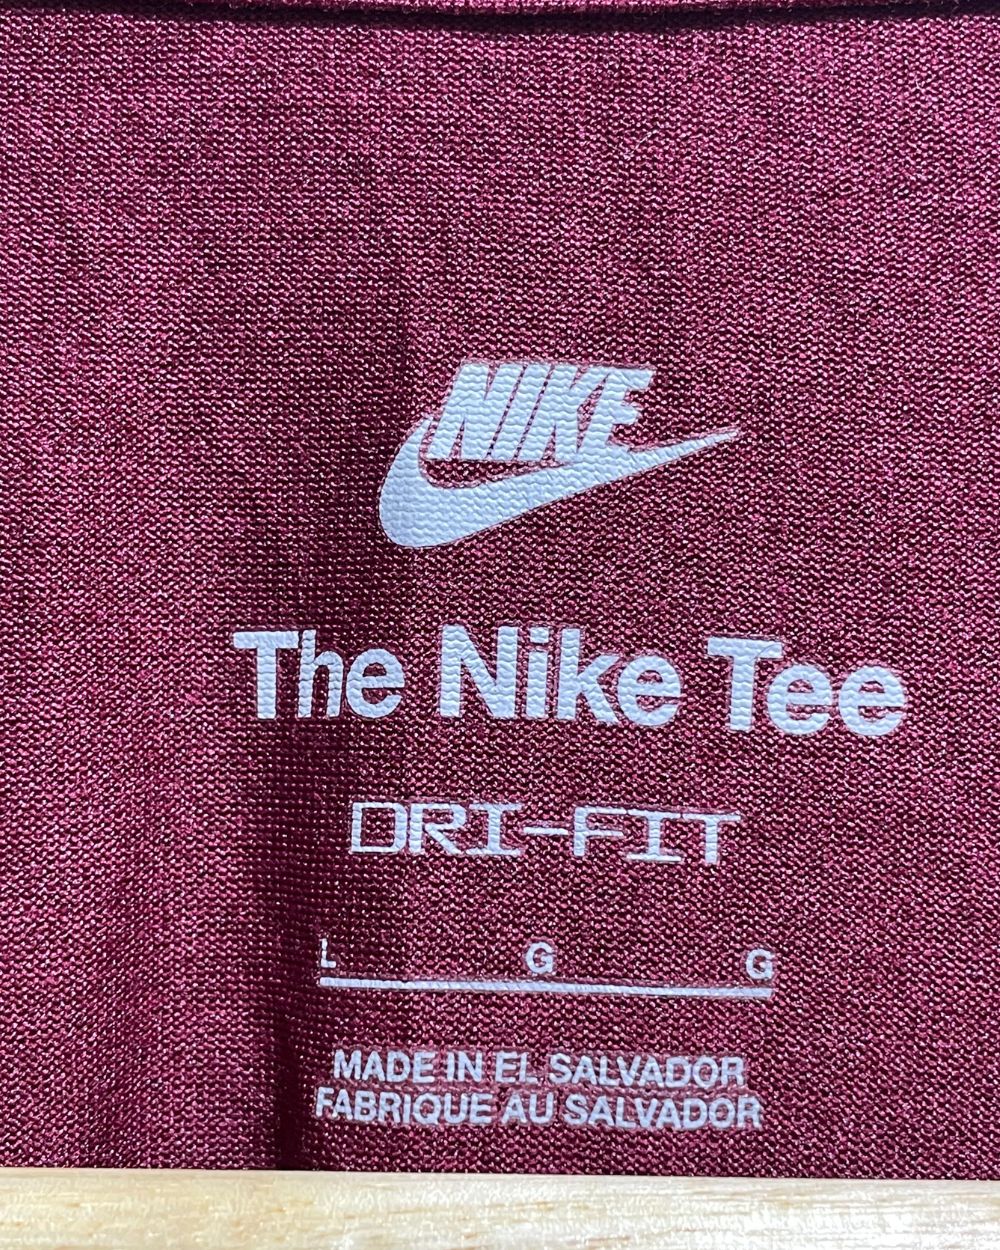 NIKE
The Nike Tee
DRI-FIT
L G G
MADE IN EL SALVADOR
FABRIQUE AU SALVADOR